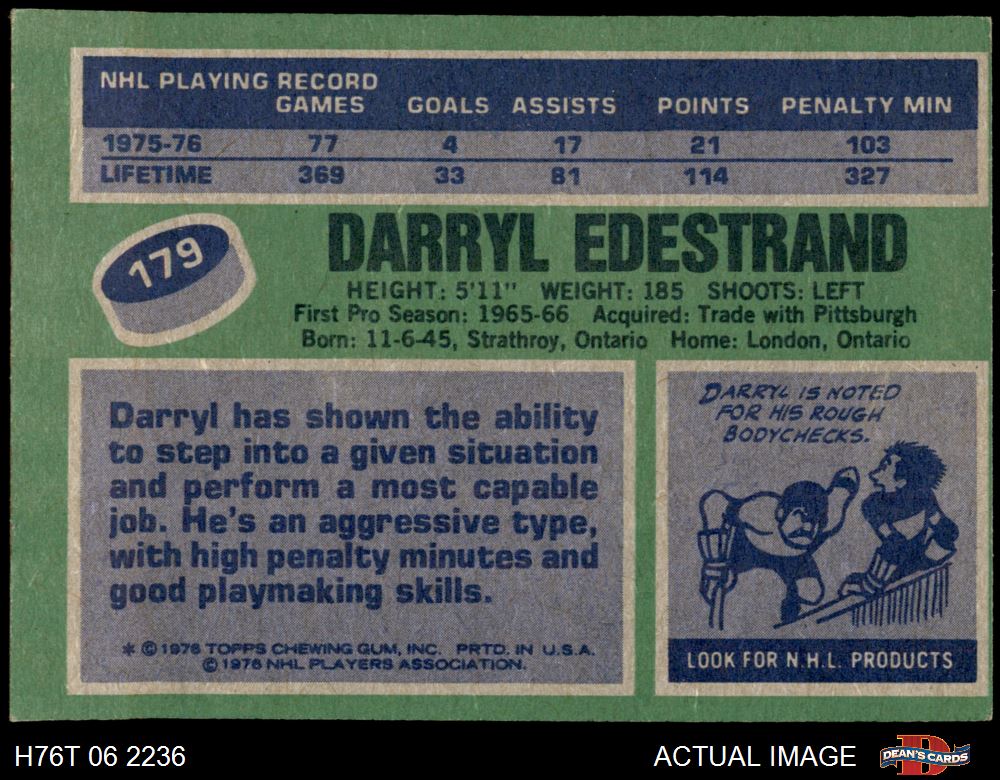 NHL PLAYING RECORD
GAMES GOALS ASSISTS POINTS PENALTY MIN
1975-76 77 4 17 21 103
LIFETIME 369 33 81 114 327
179
DARRYL EDESTRAND
HEIGHT: 5'11" WEIGHT: 185 SHOOTS: LEFT
First Pro Season: 1965-66 Acquired: Trade with Pittsburgh
Born: 11-6-45, Strathroy, Ontario Home: London, Ontario
Darryl has shown the ability
to step into a given situation
and perform a most capable
job. He's an aggressive type,
with high penalty minutes and
good playmaking skills.
* © 1976 TOPPS CHEWING GUM, INC. PRTD. IN U.S.A.
© 1976 NHL PLAYERS ASSOCIATION.
DARRYL IS NOTED
FOR HIS ROUGH
BODYCHECKS.
LOOK FOR N.H.L. PRODUCTS
H76T 06 2236
ACTUAL IMAGE
D
DEAN'S CARDS